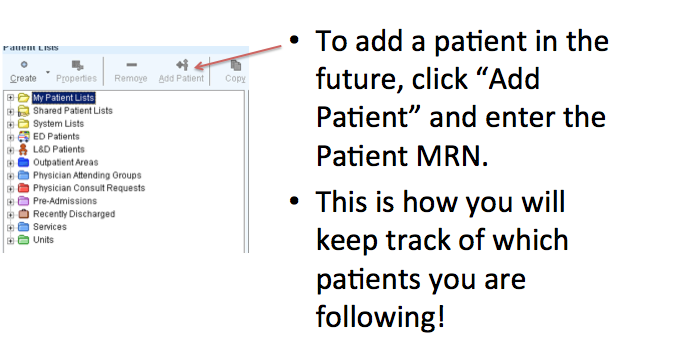 Patient Lists
Create Properties Remove Add Patient Copy
My Patient Lists
Shared Patient Lists
System Lists
ED Patients
L&D Patients
Outpatient Areas
Physician Attending Groups
Physician Consult Requests
Pre-Admissions
Recently Discharged
Services
Units
• To add a patient in the
future, click “Add
Patient” and enter the
Patient MRN.
• This is how you will
keep track of which
patients you are
following!